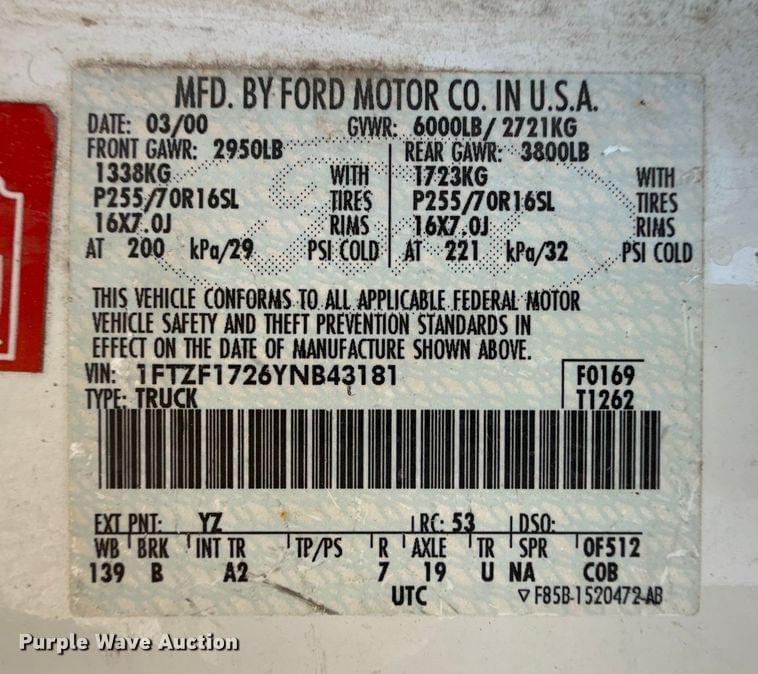 MFD. BY FORD MOTOR CO. IN U.S.A.
DATE: 03/00 GVWR: 6000LB/ 2721KG
FRONT GAWR: 2950LB REAR GAWR: 3800LB
1338KG WITH 1723KG WITH
P255/70R16SL TIRES P255/70R16SL TIRES
16X7.0J RIMS 16X7.0J RIMS
AT 200 kPa/29 PSI COLD AT 221 kPa/32 PSI COLD
THIS VEHICLE CONFORMS TO ALL APPLICABLE FEDERAL MOTOR
VEHICLE SAFETY AND THEFT PREVENTION STANDARDS IN
EFFECT ON THE DATE OF MANUFACTURE SHOWN ABOVE.
VIN: 1FTZF1726YNB43181 F0169
TYPE: TRUCK T1262
EXT PNT: YZ RC: 53 DSO:
WB BRK INT TR TP/PS R AXLE TR SPR OF512
139 B A2 7 19 U NA COB
UTC F85B-1520472-AB
Purple Wave Auction